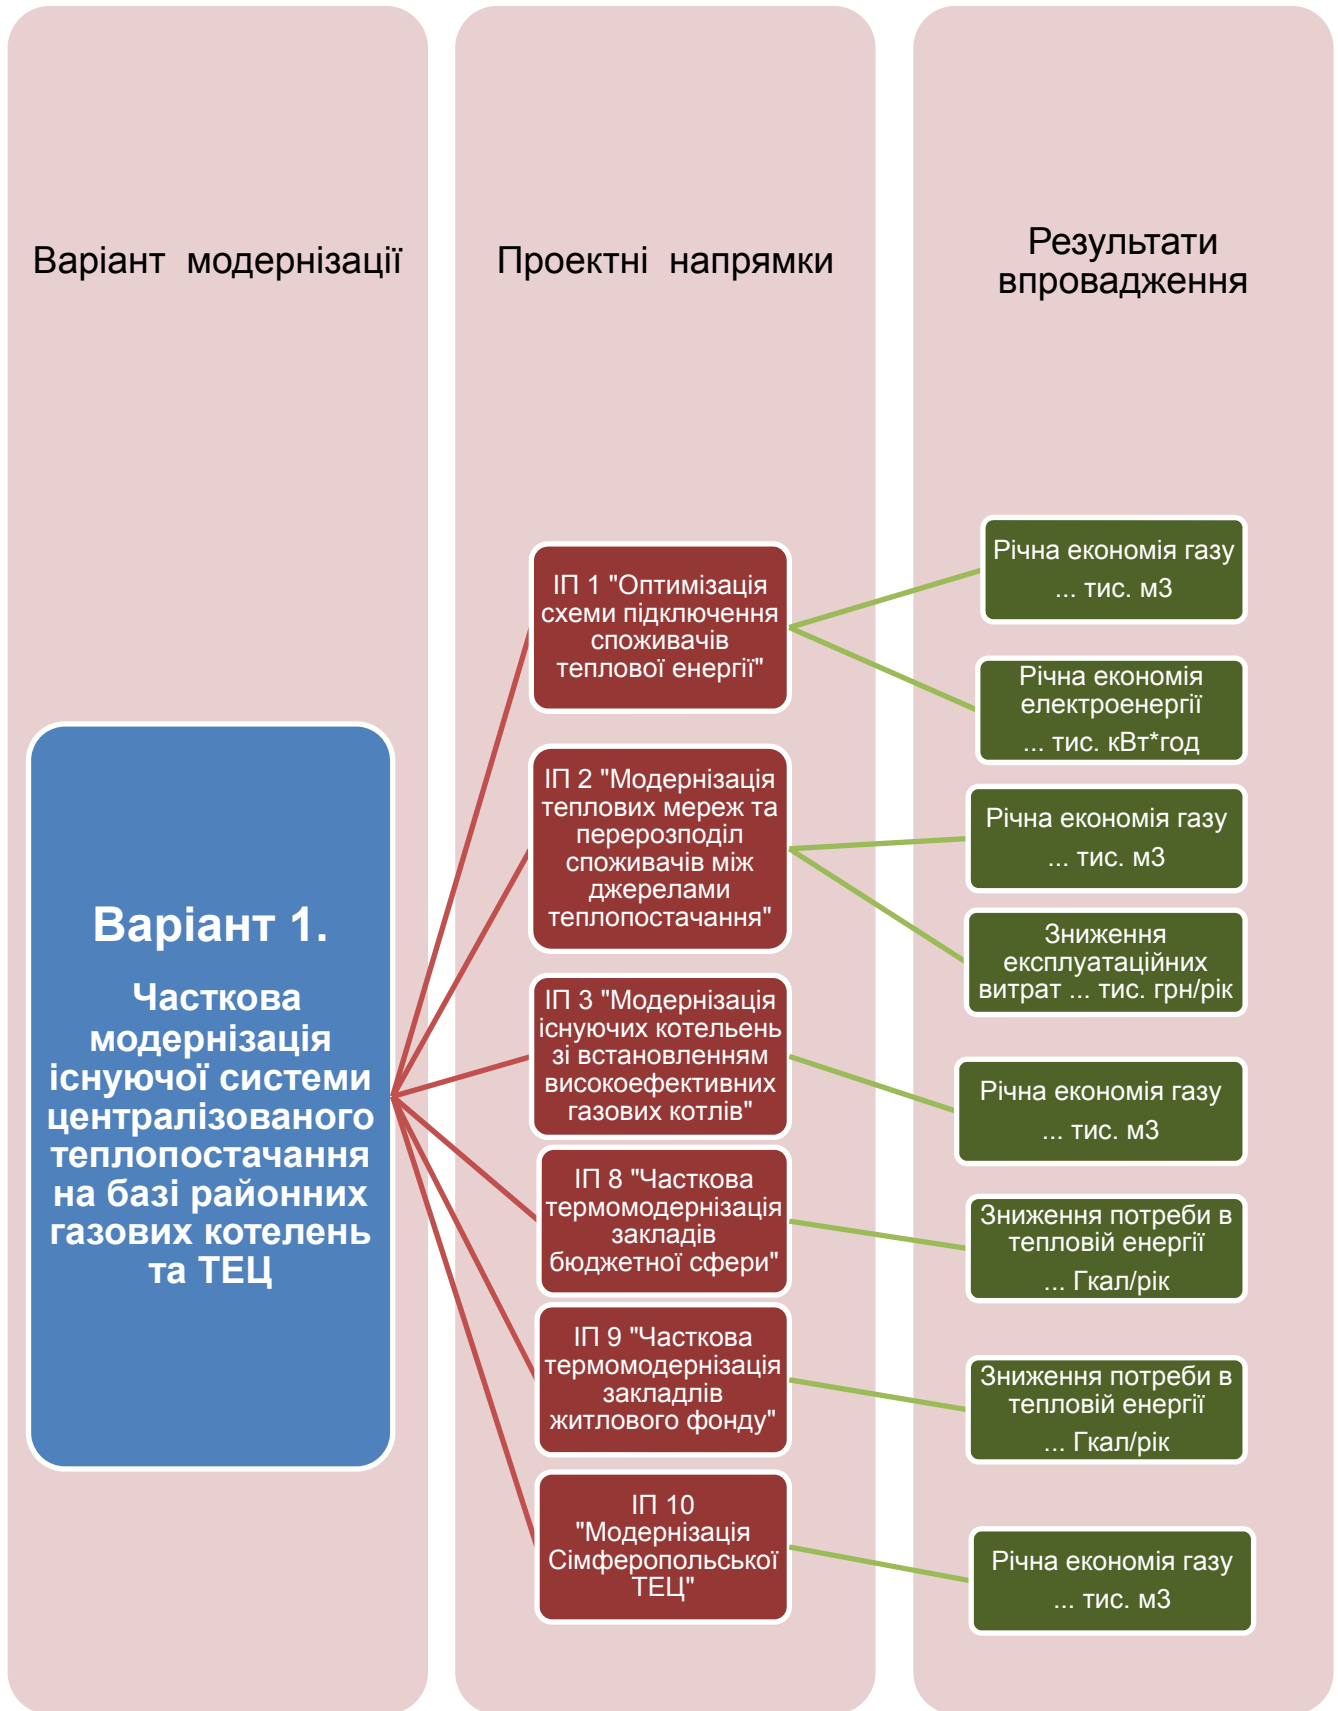 Варіант модернізації
Проектні напрямки
Результати
впровадження
Варіант 1.
Часткова
модернізація
існуючої системи
централізованого
теплопостачання
на базі районних
газових котелень
та ТЕЦ
ІП 1 "Оптимізація
схеми підключення
споживачів
теплової енергії"
Річна економія газу
... тис. м3
Річна економія
електроенергії
... тис. кВт*год
ІП 2 "Модернізація
теплових мереж та
перерозподіл
споживачів між
джерелами
теплопостачання"
Річна економія газу
... тис. м3
Зниження
експлуатаційних
витрат ... тис. грн/рік
ІП 3 "Модернізація
існуючих котельень
зі встановленням
високоефективних
газових котлів"
Річна економія газу
... тис. м3
ІП 8 "Часткова
термомодернізація
закладів
бюджетної сфери"
Зниження потреби в
тепловій енергії
... Гкал/рік
ІП 9 "Часткова
термомодернізація
закладлів
житлового фонду"
Зниження потреби в
тепловій енергії
... Гкал/рік
ІП 10
"Модернізація
Сімферопольської
ТЕЦ"
Річна економія газу
... тис. м3